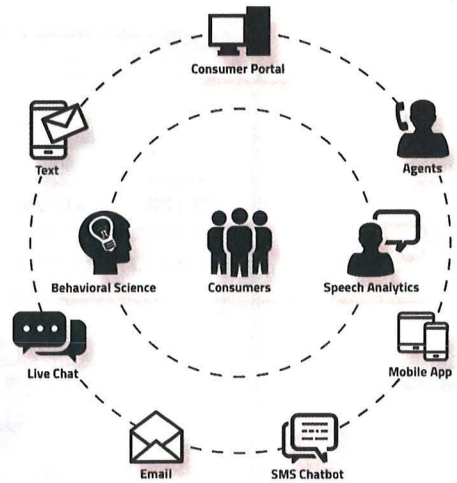 Consumer Portal
Text
Agents
Behavioral Science
Consumers
Speech Analytics
Live Chat
Mobile App
Email
SMS Chatbot